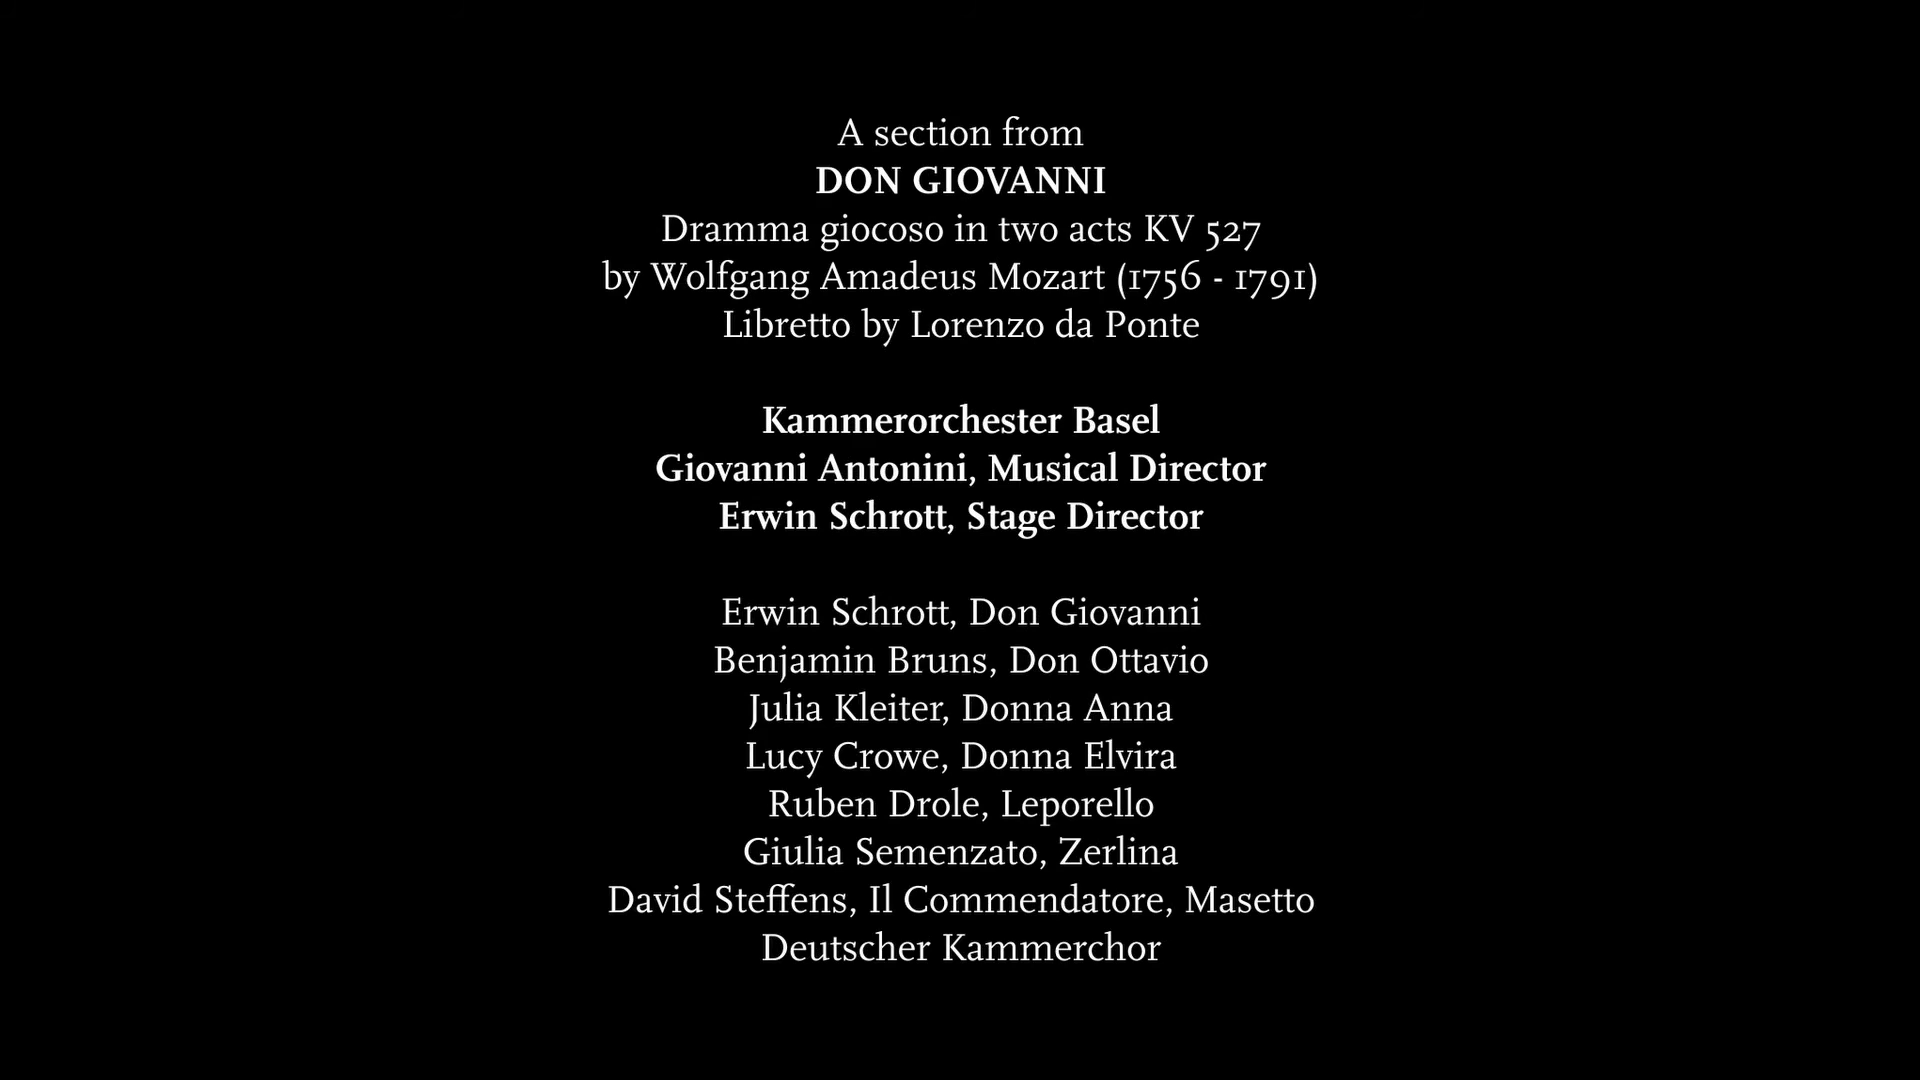 A section from
DON GIOVANNI
Dramma giocoso in two acts KV 527
by Wolfgang Amadeus Mozart (1756 - 1791)
Libretto by Lorenzo da Ponte
Kammerorchester Basel
Giovanni Antonini, Musical Director
Erwin Schrott, Stage Director
Erwin Schrott, Don Giovanni
Benjamin Bruns, Don Ottavio
Julia Kleiter, Donna Anna
Lucy Crowe, Donna Elvira
Ruben Drole, Leporello
Giulia Semenzato, Zerlina
David Steffens, Il Commendatore, Masetto
Deutscher Kammerchor